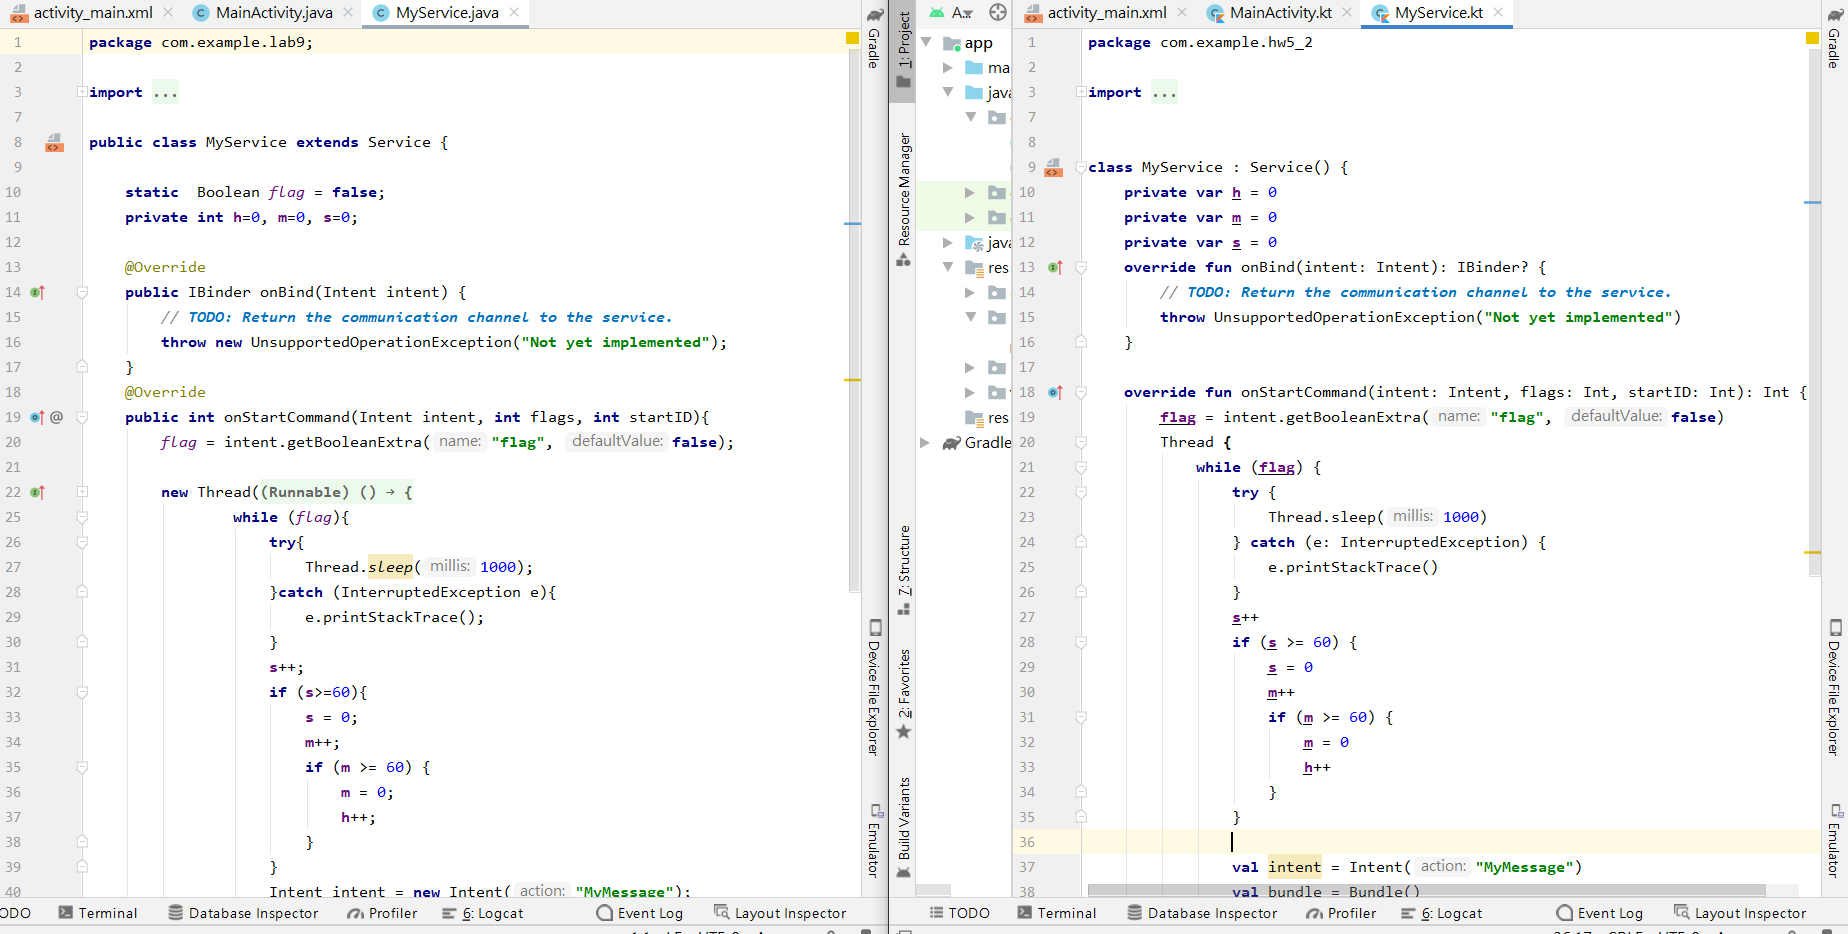 activity_main.xml MainActivity.java MyService.java
1 package com.example.lab9;
2
3 import ...
7
8 public class MyService extends Service {
9
10 static  Boolean flag = false;
11 private int h=0, m=0, s=0;
12
13 @Override
14 public IBinder onBind(Intent intent) {
15 // TODO: Return the communication channel to the service.
16 throw new UnsupportedOperationException("Not yet implemented");
17 }
18 @Override
19 @ public int onStartCommand(Intent intent, int flags, int startID){
20 flag = intent.getBooleanExtra( name: "flag", defaultValue: false);
21
22 new Thread((Runnable) () → {
25 while (flag){
26 try{
27 Thread.sleep( millis: 1000);
28 }catch (InterruptedException e){
29 e.printStackTrace();
30 }
31 s++;
32 if (s>=60){
33 s = 0;
34 m++;
35 if (m >= 60) {
36 m = 0;
37 h++;
38 }
39 }
40 Intent intent = new Intent( action: "MyMessage");
Gradle
Device File Explorer
Emulator
ODO Terminal Database Inspector Profiler 6: Logcat Event Log Layout Inspector
1: Project
Resource Manager
7: Structure
2: Favorites
Build Variants
A...
app
ma
java
java
res
res
Gradle
activity_main.xml MainActivity.kt MyService.kt
1 package com.example.hw5_2
2
3 import ...
7
8
9 class MyService : Service() {
10 private var h = 0
11 private var m = 0
12 private var s = 0
13 override fun onBind(intent: Intent): IBinder? {
14 // TODO: Return the communication channel to the service.
15 throw UnsupportedOperationException("Not yet implemented")
16 }
17
18 override fun onStartCommand(intent: Intent, flags: Int, startID: Int): Int {
19 flag = intent.getBooleanExtra( name: "flag", defaultValue: false)
20 Thread {
21 while (flag) {
22 try {
23 Thread.sleep( millis: 1000)
24 } catch (e: InterruptedException) {
25 e.printStackTrace()
26 }
27 s++
28 if (s >= 60) {
29 s = 0
30 m++
31 if (m >= 60) {
32 m = 0
33 h++
34 }
35 }
36
37 val intent = Intent( action: "MyMessage")
38 val bundle = Bundle()
Gradle
Device File Explorer
Emulator
TODO Terminal Database Inspector Profiler 6: Logcat Event Log Layout Inspector